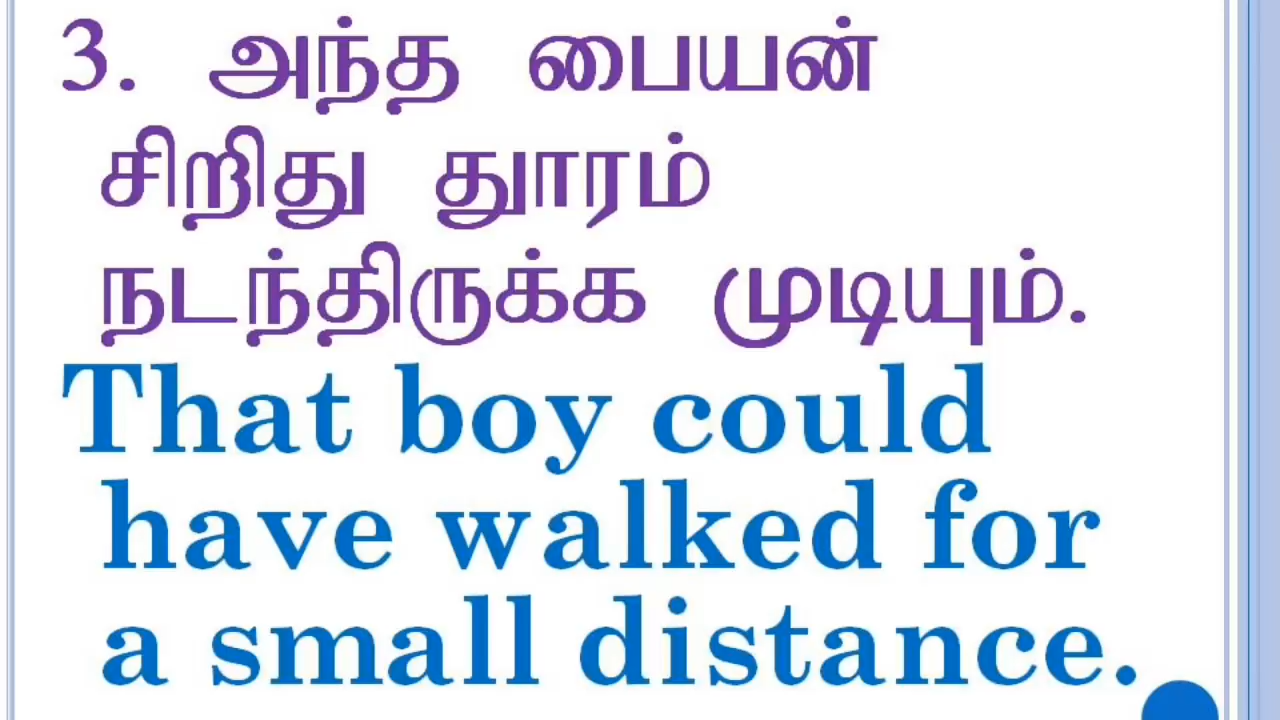 3. அந்த பையன்
சிறிது துாரம்
நடந்திருக்க முடியும்.
That boy could
have walked for
a small distance.